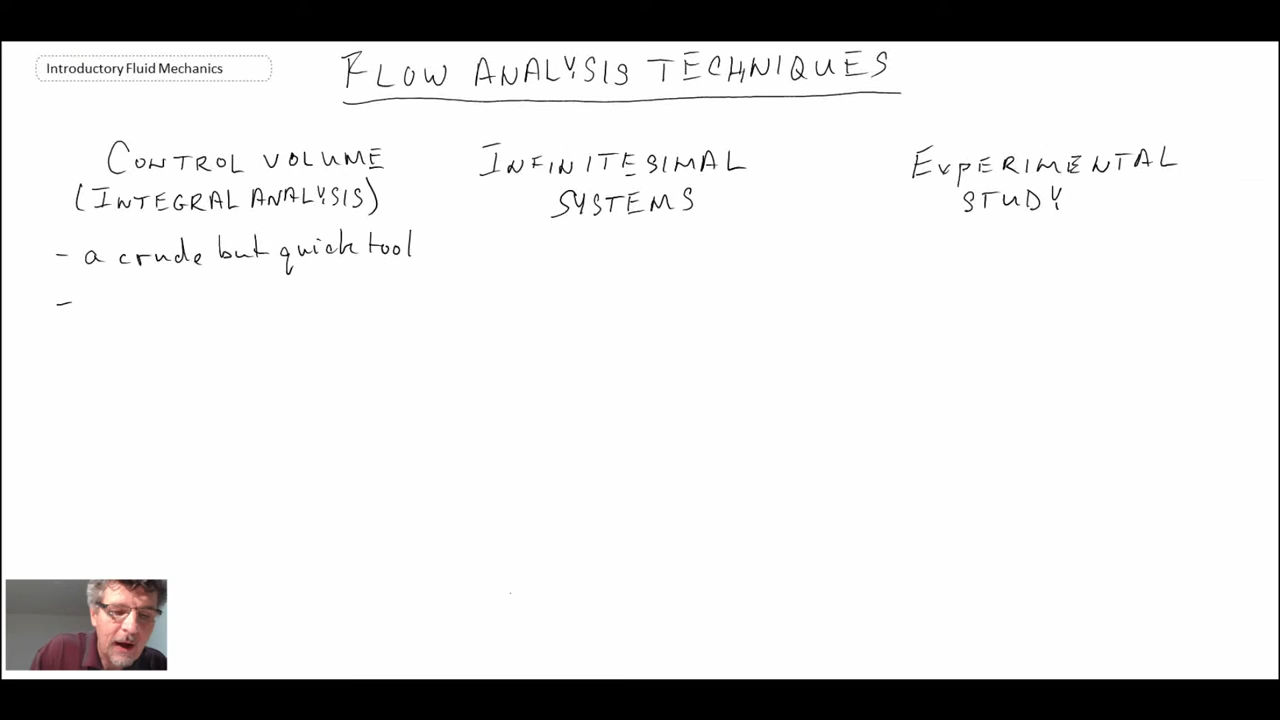 Introductory Fluid Mechanics
FLOW ANALYSIS TECHNIQUES
CONTROL VOLUME
(INTEGRAL ANALYSIS)
- a crude but quick tool
-
INFINITESIMAL
SYSTEMS
EXPERIMENTAL
STUDY